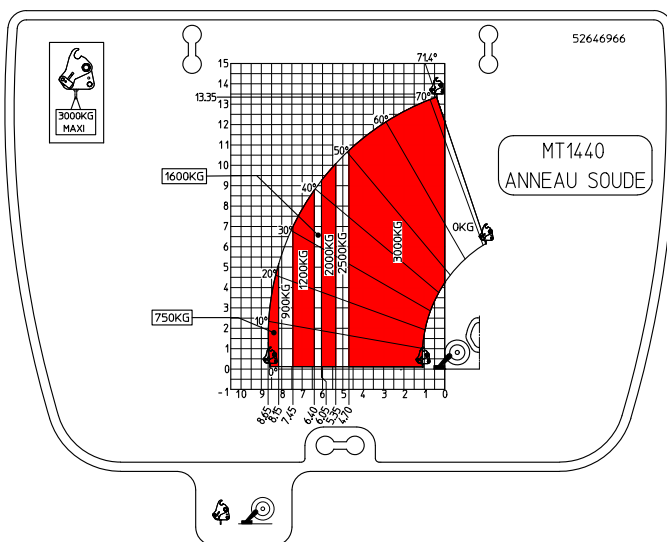 52646966
3000KG
MAXI
MT1440
ANNEAU SOUDE
71.4°
15
14
13.35
13
12
11
10
9
8
7
6
5
4
3
2
1
0
-1
70°
60°
50°
40°
30°
20°
10°
0°
1600KG
750KG
900KG
1200KG
2000KG
2500KG
3000KG
0KG
10 9 8 7 6 5 4 3 2 1 0
8.65
8.15
7.45
6.40
6.05
5.35
4.70